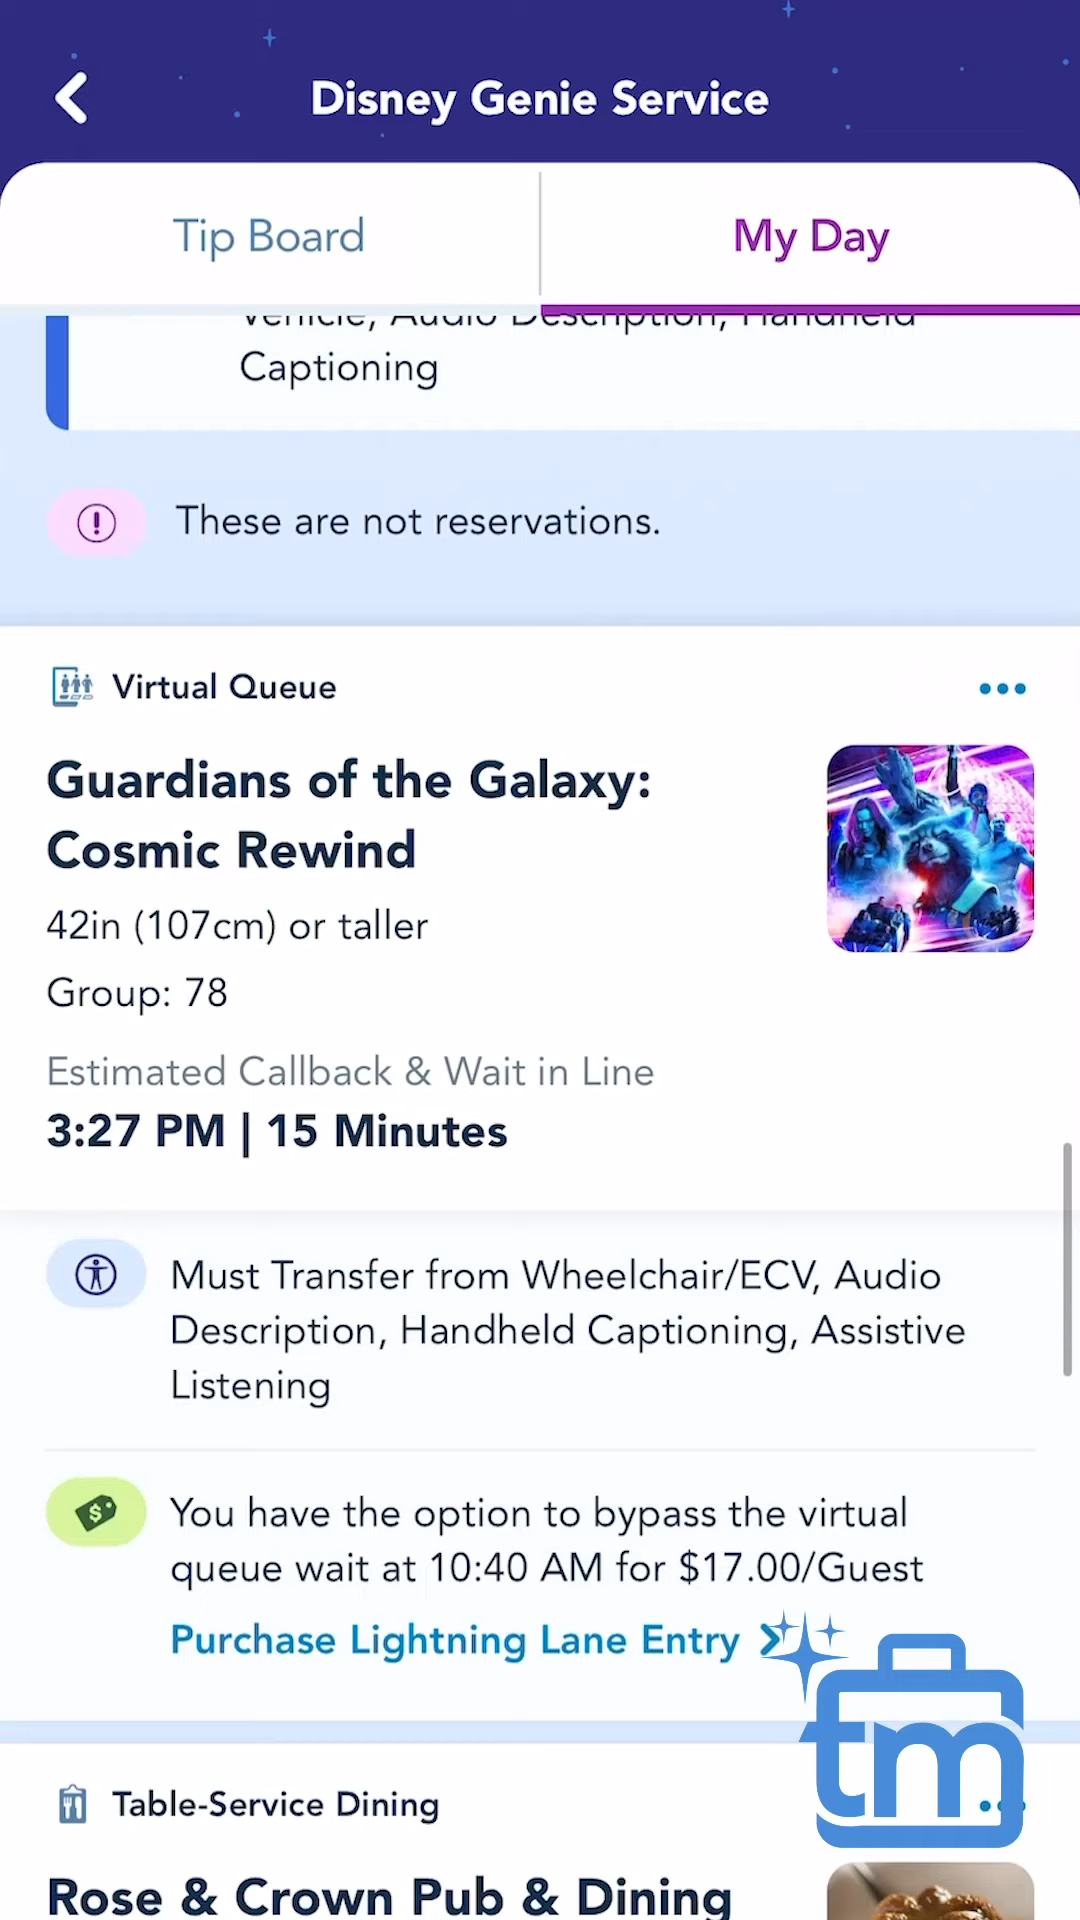 Disney Genie Service
Tip Board
My Day
Vehicle, Audio Description, Handheld
Captioning
These are not reservations.
Virtual Queue
Guardians of the Galaxy:
Cosmic Rewind
42in (107cm) or taller
Group: 78
Estimated Callback & Wait in Line
3:27 PM | 15 Minutes
Must Transfer from Wheelchair/ECV, Audio
Description, Handheld Captioning, Assistive
Listening
You have the option to bypass the virtual
queue wait at 10:40 AM for $17.00/Guest
Purchase Lightning Lane Entry
tm
Table-Service Dining
Rose & Crown Pub & Dining